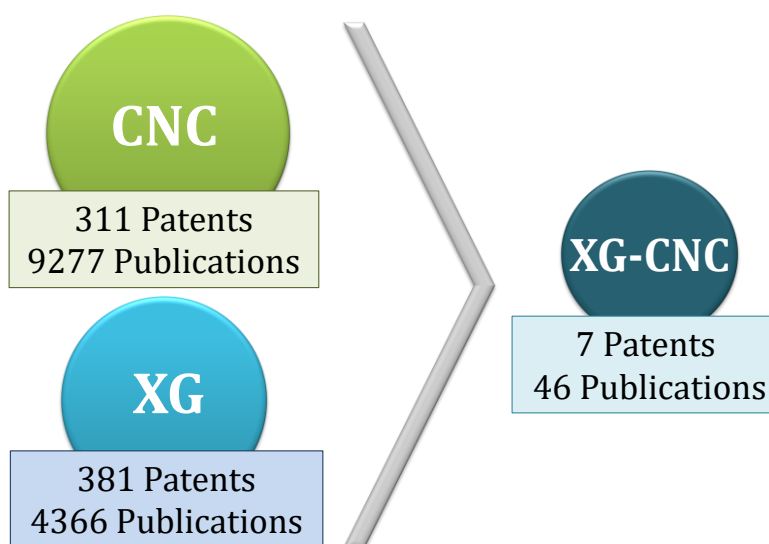 CNC
311 Patents
9277 Publications
XG
381 Patents
4366 Publications
XG-CNC
7 Patents
46 Publications